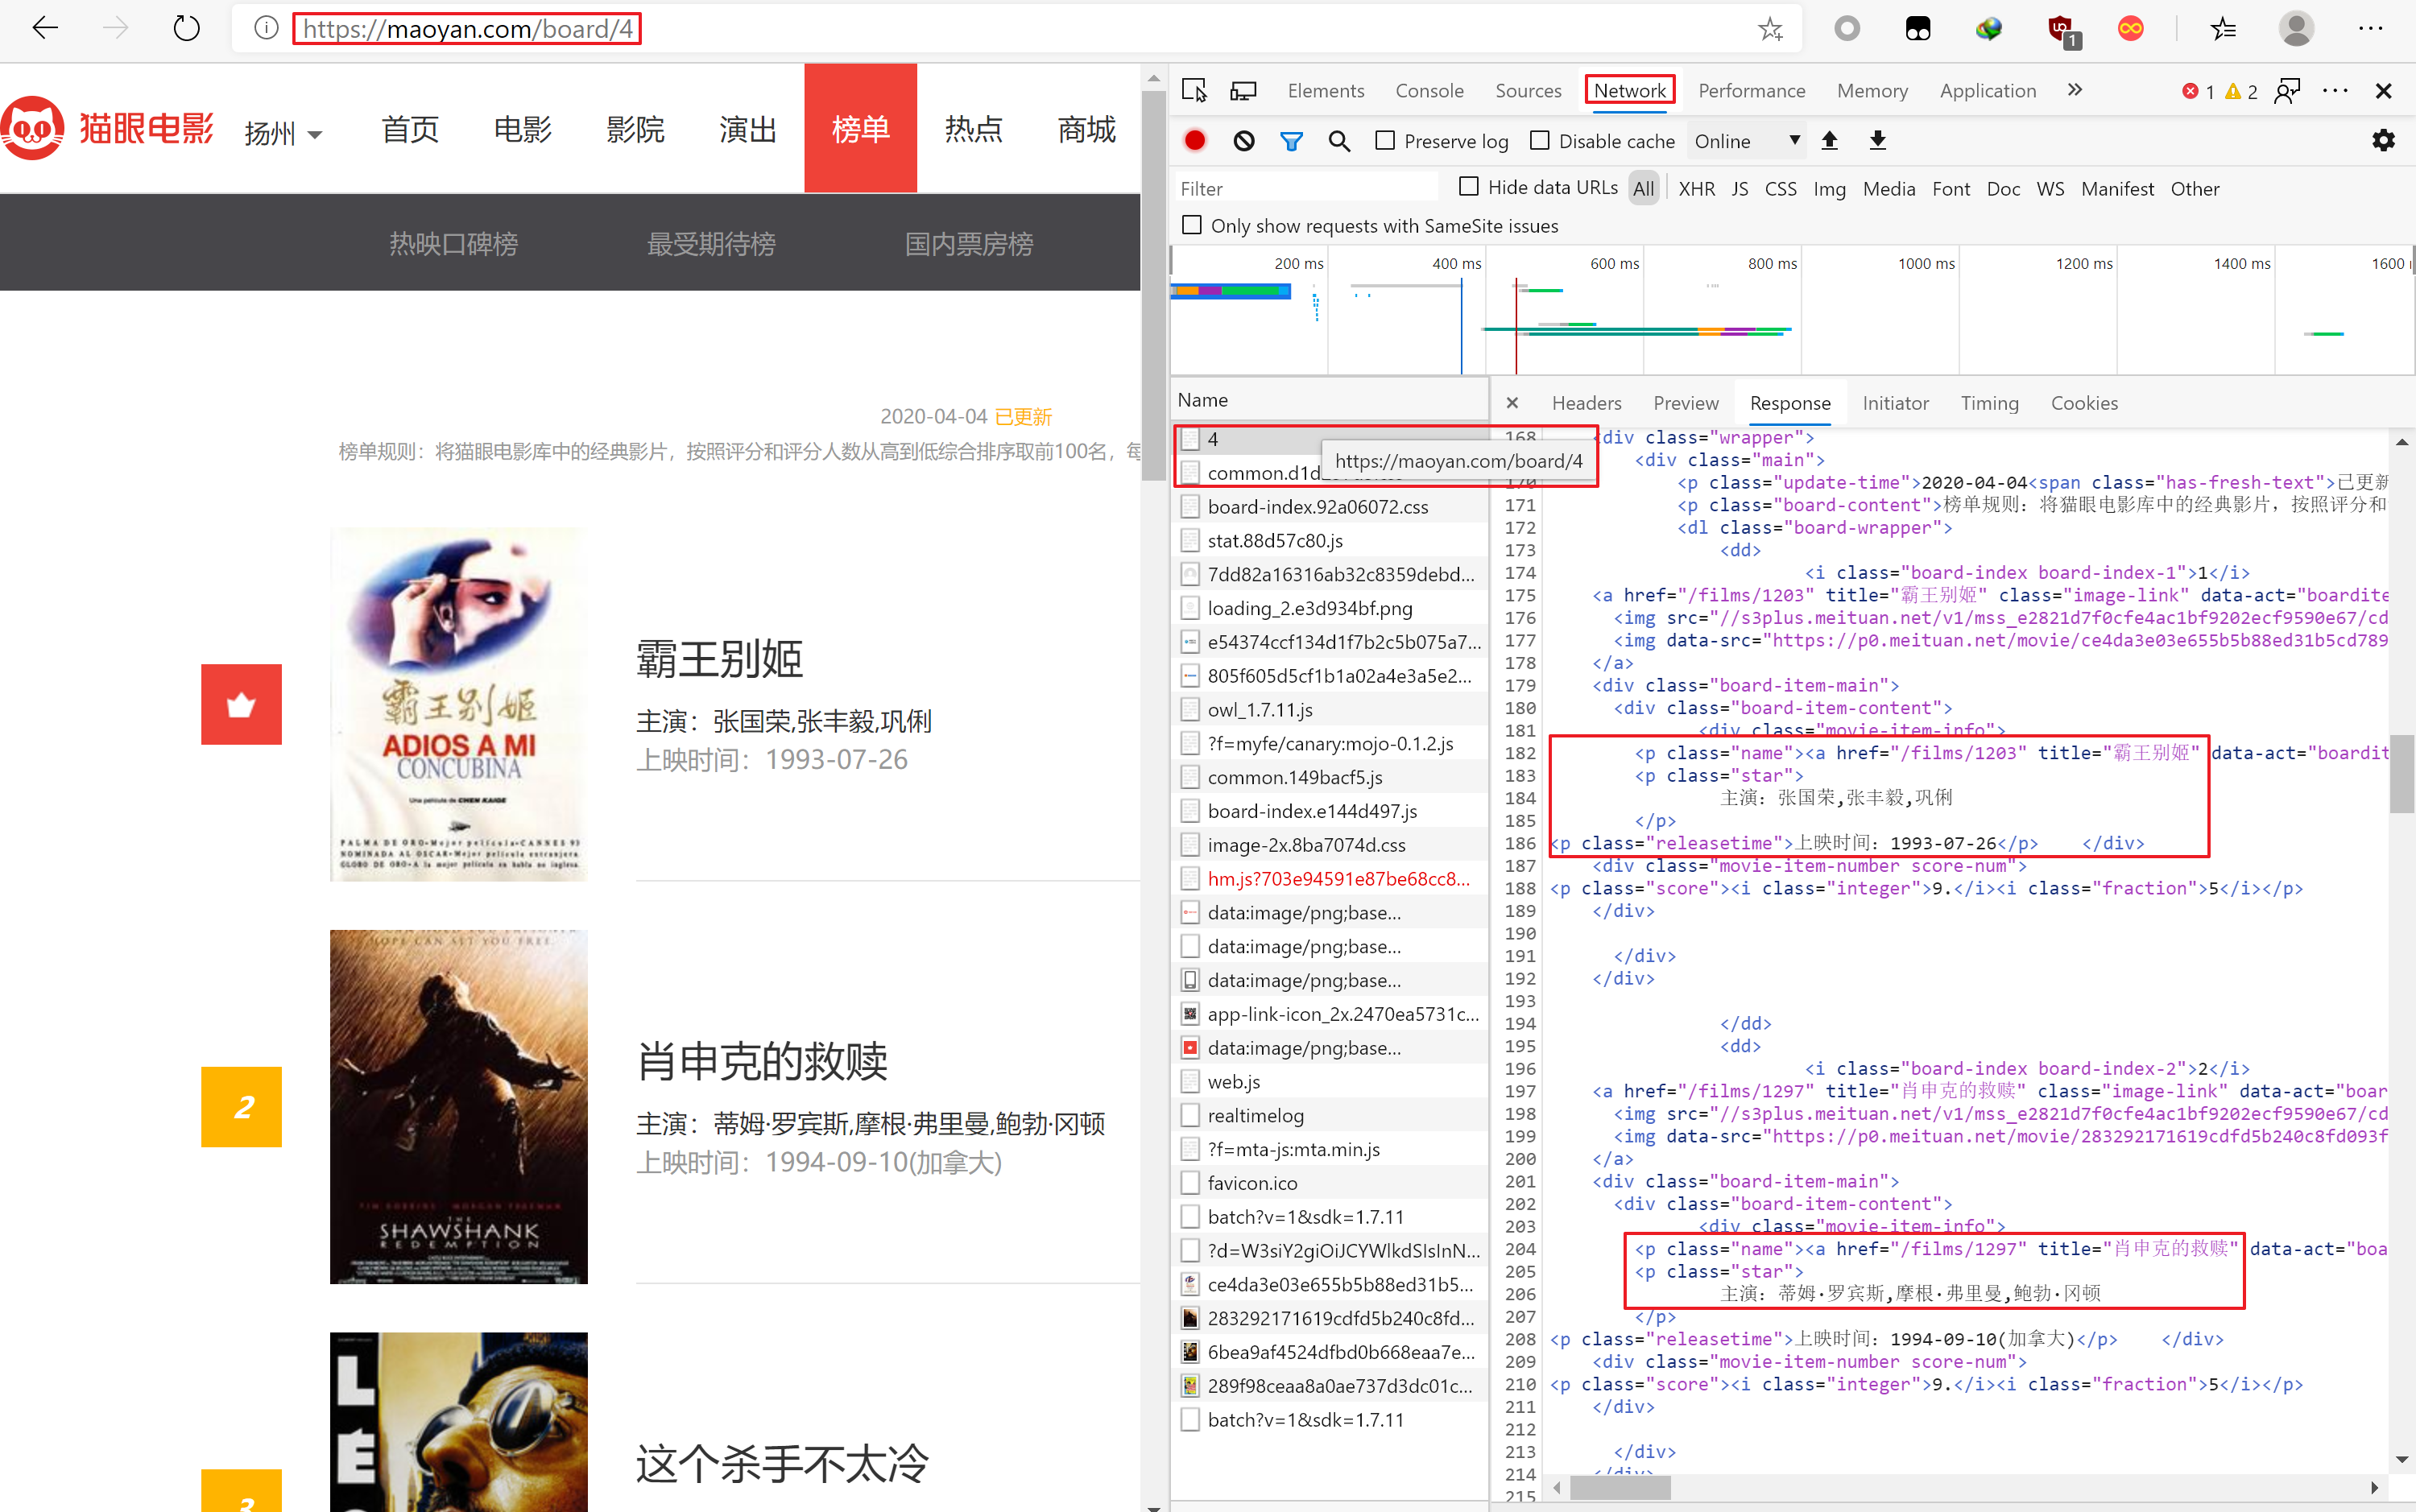 https://maoyan.com/board/4
1
猫眼电影
扬州
首页
电影
影院
演出
榜单
热点
商城
热映口碑榜
最受期待榜
国内票房榜
2020-04-04 已更新
榜单规则：将猫眼电影库中的经典影片，按照评分和评分人数从高到低综合排序取前100名，每
霸王别姬
ADIOS A MI
CONCUBINA
Una película de CHEN KAIGE
霸王别姬
主演：张国荣,张丰毅,巩俐
上映时间：1993-07-26
2
HOPE CAN SET YOU FREE.
TIM ROBBINS MORGAN FREEMAN
THE
SHAWSHANK
REDEMPTION
肖申克的救赎
主演：蒂姆·罗宾斯,摩根·弗里曼,鲍勃·冈顿
上映时间：1994-09-10(加拿大)
3
这个杀手不太冷
Elements Console Sources Network Performance Memory Application
1 2
Preserve log Disable cache Online
Filter Hide data URLs All XHR JS CSS Img Media Font Doc WS Manifest Other
Only show requests with SameSite issues
200 ms 400 ms 600 ms 800 ms 1000 ms 1200 ms 1400 ms 1600
Name
4
https://maoyan.com/board/4
board-index.92a06072.css
stat.88d57c80.js
7dd82a16316ab32c8359debd...
loading_2.e3d934bf.png
e54374ccf134d1f7b2c5b075a7...
805f605d5cf1b1a02a4e3a5e2...
owl_1.7.11.js
?f=myfe/canary:mojo-0.1.2.js
common.149bacf5.js
board-index.e144d497.js
image-2x.8ba7074d.css
hm.js?703e94591e87be68cc8...
data:image/png;base...
data:image/png;base...
data:image/png;base...
app-link-icon_2x.2470ea5731c...
data:image/png;base...
web.js
realtimelog
?f=mta-js:mta.min.js
favicon.ico
batch?v=1&sdk=1.7.11
?d=W3siY2giOiJCYWlkdSIsInN...
ce4da3e03e655b5b88ed31b5...
283292171619cdfd5b240c8fd...
6bea9af4524dfbd0b668eaa7e...
289f98ceaa8a0ae737d3dc01c...
batch?v=1&sdk=1.7.11
Headers Preview Response Initiator Timing Cookies
168 <div class="wrapper">
<div class="main">
170 <p class="update-time">2020-04-04<span class="has-fresh-text">已更新
171 <p class="board-content">榜单规则：将猫眼电影库中的经典影片，按照评分和
172 <dl class="board-wrapper">
173 <dd>
174 <i class="board-index board-index-1">1</i>
175 <a href="/films/1203" title="霸王别姬" class="image-link" data-act="boardite
176 <img src="//s3plus.meituan.net/v1/mss_e2821d7f0cfe4ac1bf9202ecf9590e67/cd
177 <img data-src="https://p0.meituan.net/movie/ce4da3e03e655b5b88ed31b5cd789
178 </a>
179 <div class="board-item-main">
180 <div class="board-item-content">
181 <div class="movie-item-info">
182 <p class="name"><a href="/films/1203" title="霸王别姬" data-act="boardit
183 <p class="star">
184 主演：张国荣,张丰毅,巩俐
185 </p>
186 <p class="releasetime">上映时间：1993-07-26</p> </div>
187 <div class="movie-item-number score-num">
188 <p class="score"><i class="integer">9.</i><i class="fraction">5</i></p>
189 </div>
190
191 </div>
192 </div>
193
194 </dd>
195 <dd>
196 <i class="board-index board-index-2">2</i>
197 <a href="/films/1297" title="肖申克的救赎" class="image-link" data-act="boar
198 <img src="//s3plus.meituan.net/v1/mss_e2821d7f0cfe4ac1bf9202ecf9590e67/cd
199 <img data-src="https://p0.meituan.net/movie/283292171619cdfd5b240c8fd093f
200 </a>
201 <div class="board-item-main">
202 <div class="board-item-content">
203 <div class="movie-item-info">
204 <p class="name"><a href="/films/1297" title="肖申克的救赎" data-act="boa
205 <p class="star">
206 主演：蒂姆·罗宾斯,摩根·弗里曼,鲍勃·冈顿
207 </p>
208 <p class="releasetime">上映时间：1994-09-10(加拿大)</p> </div>
209 <div class="movie-item-number score-num">
210 <p class="score"><i class="integer">9.</i><i class="fraction">5</i></p>
211 </div>
212
213 </div>
214 </div>
215